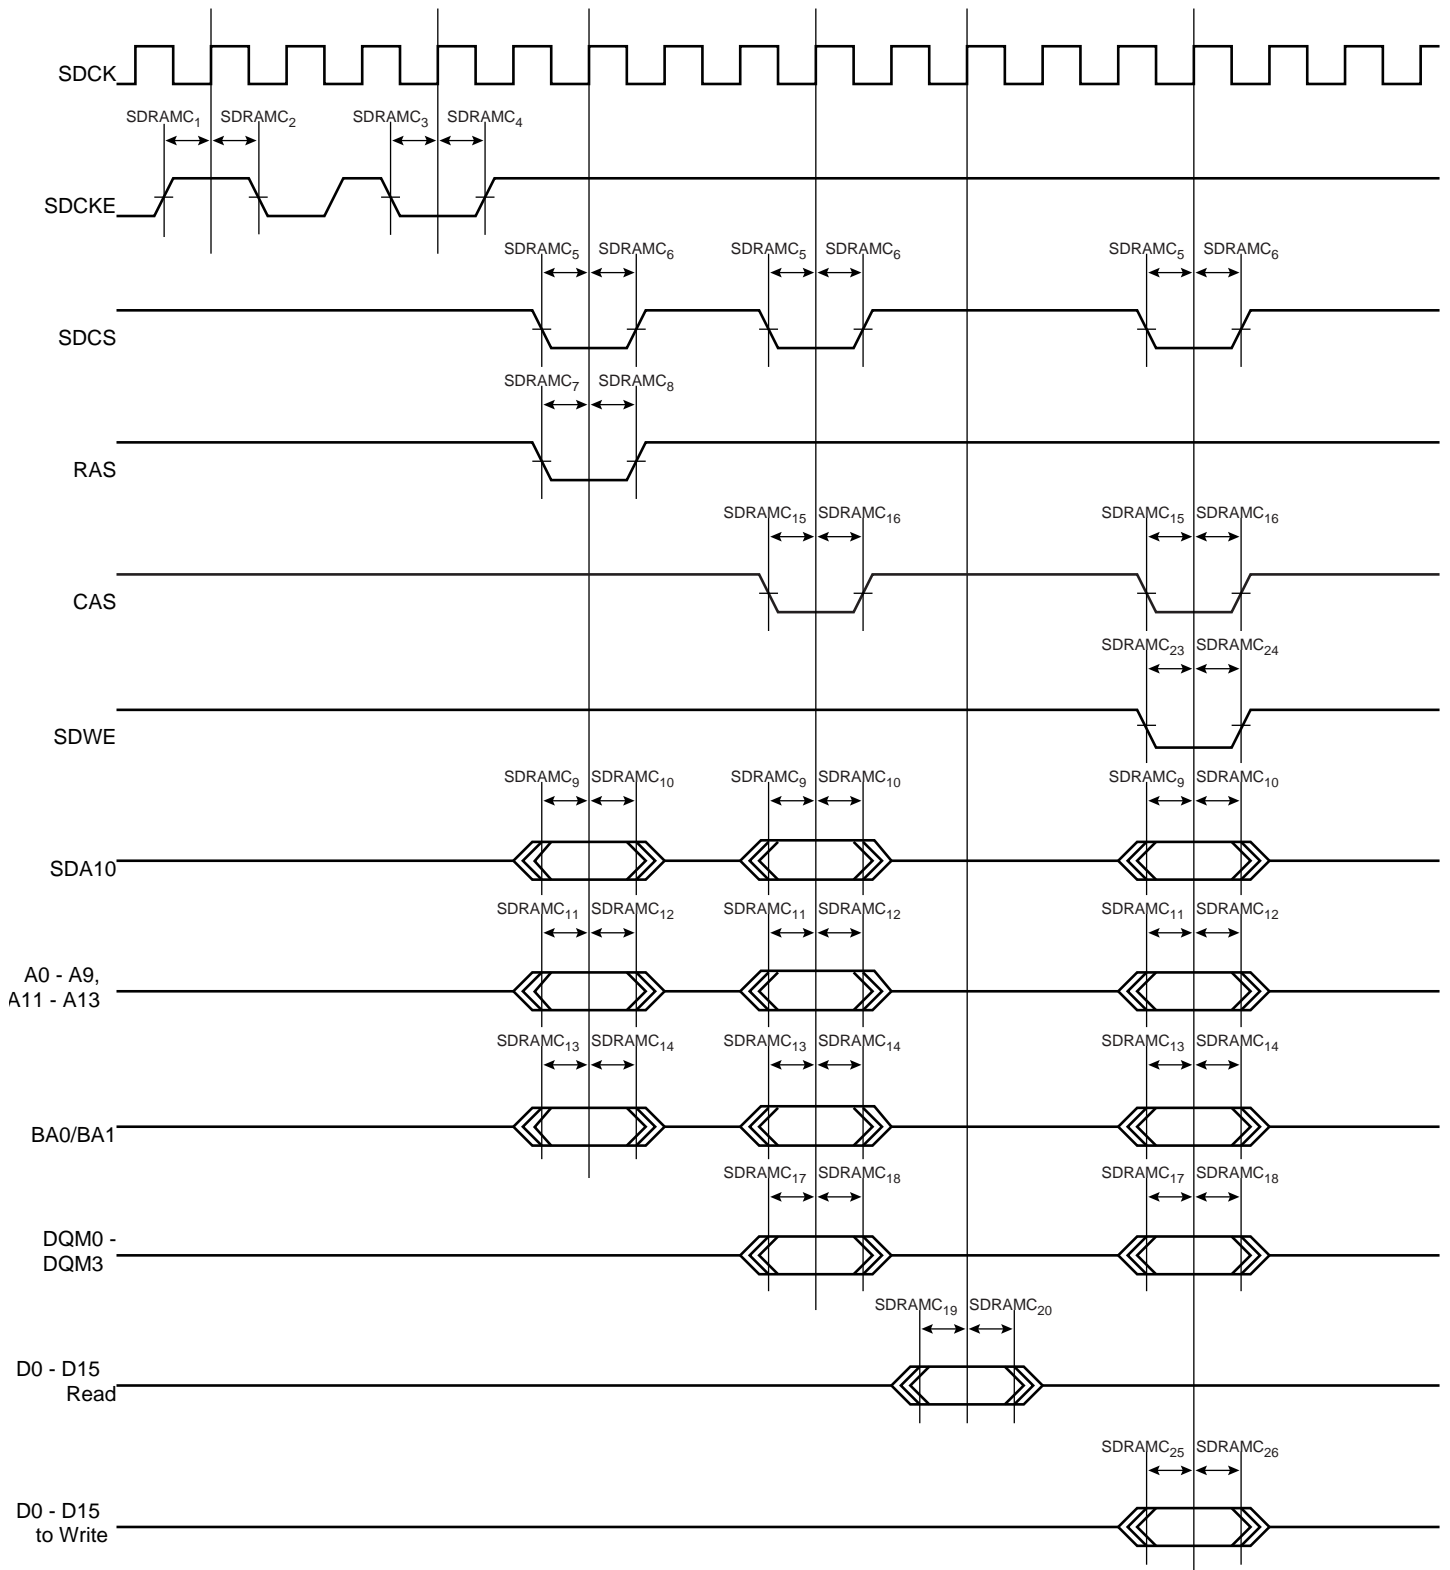 SDCK
SDRAMC1 SDRAMC2 SDRAMC3 SDRAMC4
SDCKE
SDRAMC5 SDRAMC6 SDRAMC5 SDRAMC6 SDRAMC5 SDRAMC6
SDCS
SDRAMC7 SDRAMC8
RAS
SDRAMC15 SDRAMC16 SDRAMC15 SDRAMC16
CAS
SDRAMC23 SDRAMC24
SDWE
SDRAMC9 SDRAMC10 SDRAMC9 SDRAMC10 SDRAMC9 SDRAMC10
SDA10
SDRAMC11 SDRAMC12 SDRAMC11 SDRAMC12 SDRAMC11 SDRAMC12
A0 - A9,
A11 - A13
SDRAMC13 SDRAMC14 SDRAMC13 SDRAMC14 SDRAMC13 SDRAMC14
BA0/BA1
SDRAMC17 SDRAMC18 SDRAMC17 SDRAMC18
DQM0 -
DQM3
SDRAMC19 SDRAMC20
D0 - D15
Read
SDRAMC25 SDRAMC26
D0 - D15
to Write